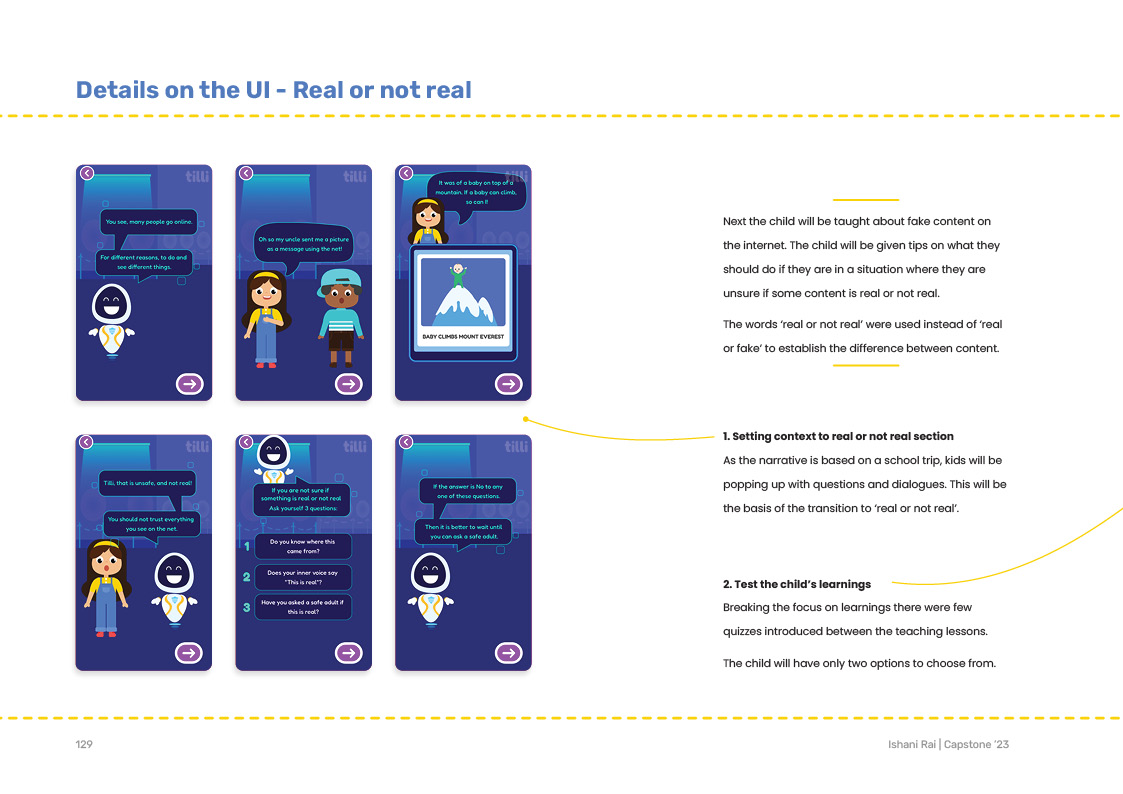 Details on the UI - Real or not real
tilli
You see, many people go online.
For different reasons, to do and
see different things.
tilli
Oh so my uncle sent me a picture
as a message using the net!
tilli
It was of a baby on top of a
mountain. If a baby can climb,
so can I!
BABY CLIMBS MOUNT EVEREST
tilli
Tilli, that is unsafe, and not real!
You should not trust everything
you see on the net.
tilli
If you are not sure if
something is real or not real
Ask yourself 3 questions:
1 Do you know where this
came from?
2 Does your inner voice say
"This is real"?
3 Have you asked a safe adult if
this is real?
tilli
If the answer is No to any
one of these questions.
Then it is better to wait until
you can ask a safe adult.
Next the child will be taught about fake content on
the internet. The child will be given tips on what they
should do if they are in a situation where they are
unsure if some content is real or not real.
The words ‘real or not real’ were used instead of ‘real
or fake’ to establish the difference between content.
1. Setting context to real or not real section
As the narrative is based on a school trip, kids will be
popping up with questions and dialogues. This will be
the basis of the transition to ‘real or not real’.
2. Test the child’s learnings
Breaking the focus on learnings there were few
quizzes introduced between the teaching lessons.
The child will have only two options to choose from.
129
Ishani Rai | Capstone ’23